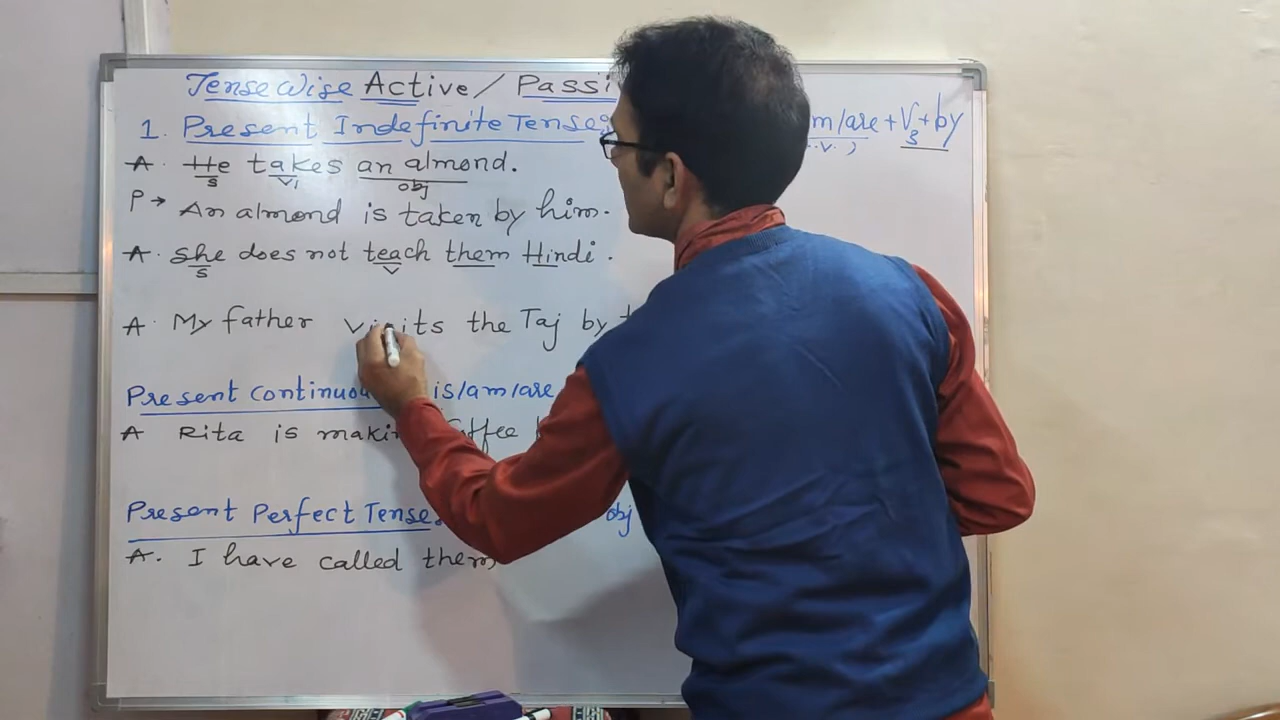 Tense Wise Active / Passi
1. Present Indefinite Tense: m/are + V3 + by
A. He takes an almond.
S V1 obj
P → An almond is taken by him.
A. She does not teach them Hindi.
S V
A. My father visits the Taj by
Present Continuou is/am/are
A Rita is makin Coffee
Present Perfect Tense obj
A. I have called them